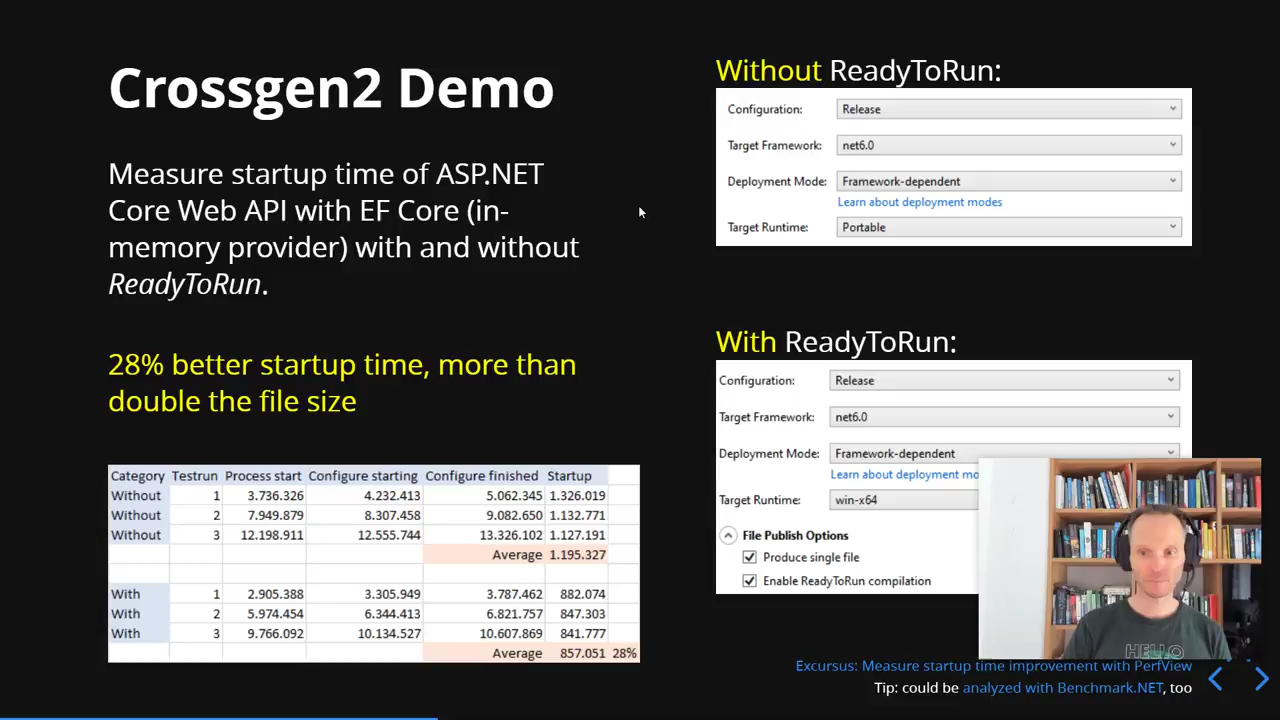 Crossgen2 Demo
Measure startup time of ASP.NET
Core Web API with EF Core (in-
memory provider) with and without
ReadyToRun.
28% better startup time, more than
double the file size
Category Testrun Process start Configure starting Configure finished Startup
Without 1 3.736.326 4.232.413 5.062.345 1.326.019
Without 2 7.949.879 8.307.458 9.082.650 1.132.771
Without 3 12.198.911 12.555.744 13.326.102 1.127.191
Average 1.195.327
With 1 2.905.388 3.305.949 3.787.462 882.074
With 2 5.974.454 6.344.413 6.821.757 847.303
With 3 9.766.092 10.134.527 10.607.869 841.777
Average 857.051 28%
Without ReadyToRun:
Configuration: Release
Target Framework: net6.0
Deployment Mode: Framework-dependent
Learn about deployment modes
Target Runtime: Portable
With ReadyToRun:
Configuration: Release
Target Framework: net6.0
Deployment Mode: Framework-dependent
Learn about deployment mo
Target Runtime: win-x64
File Publish Options
Produce single file
Enable ReadyToRun compilation
HELLO
Excursus: Measure startup time improvement with PerfView
Tip: could be analyzed with Benchmark.NET, too